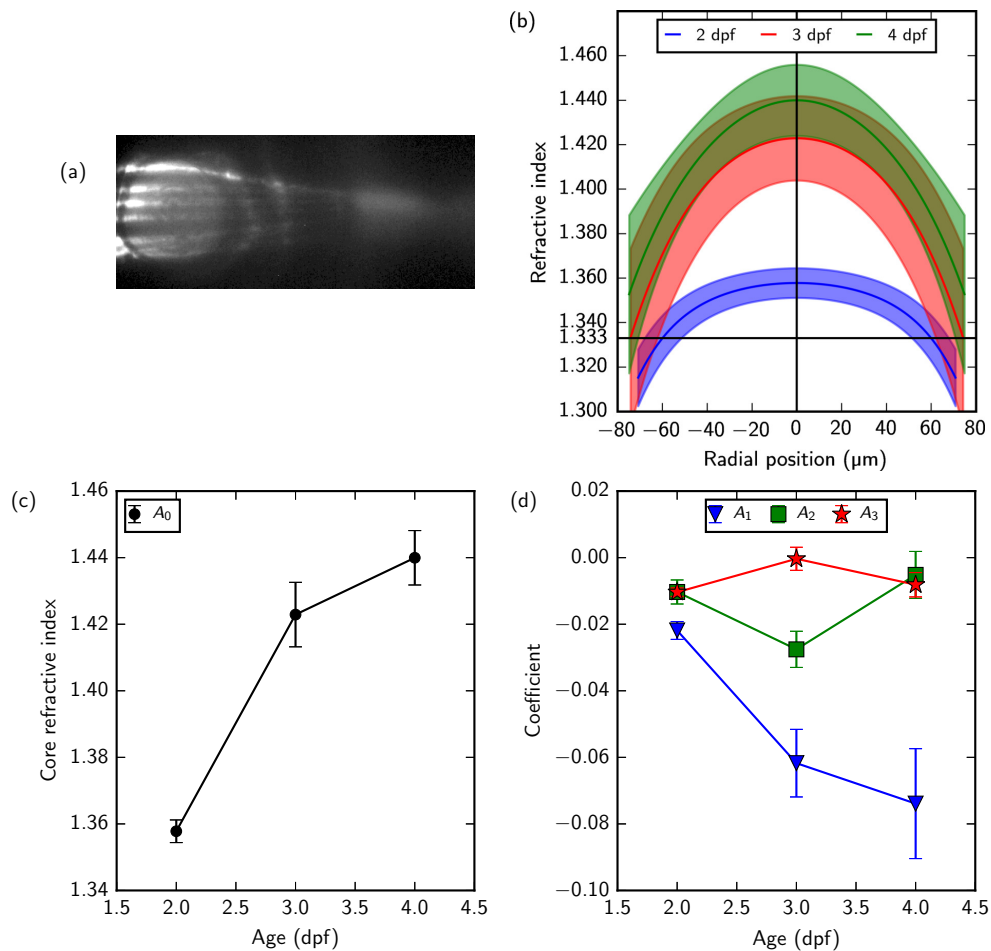 (a)
(b)
2 dpf 3 dpf 4 dpf
1.460
1.440
1.420
1.400
1.380
1.360
1.340
1.333
1.320
1.300
Refractive index
−80 −60 −40 −20 0 20 40 60 80
Radial position (µm)
(c)
A₀
1.46
1.44
1.42
1.40
1.38
1.36
1.34
Core refractive index
1.5 2.0 2.5 3.0 3.5 4.0 4.5
Age (dpf)
(d)
A₁ A₂ A₃
0.02
0.00
−0.02
−0.04
−0.06
−0.08
−0.10
Coefficient
1.5 2.0 2.5 3.0 3.5 4.0 4.5
Age (dpf)